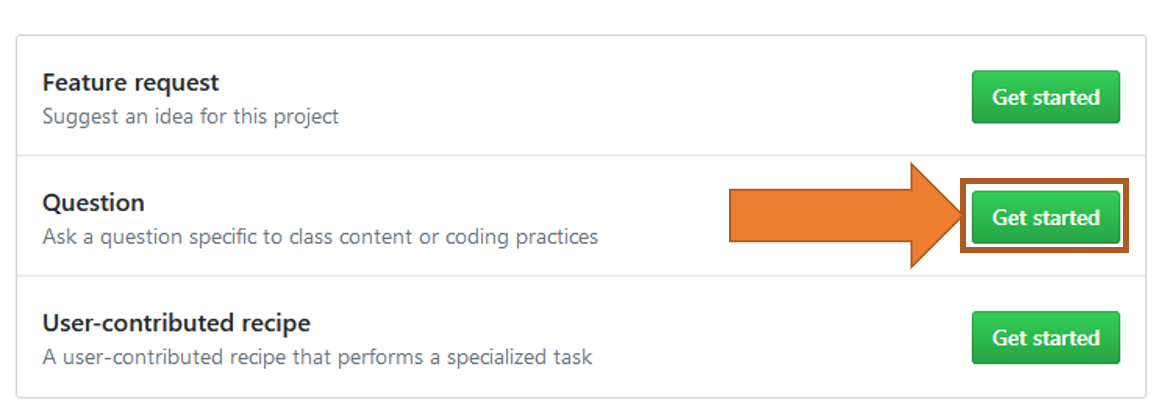 Feature request
Suggest an idea for this project
Get started
Question
Ask a question specific to class content or coding practices
Get started
User-contributed recipe
A user-contributed recipe that performs a specialized task
Get started